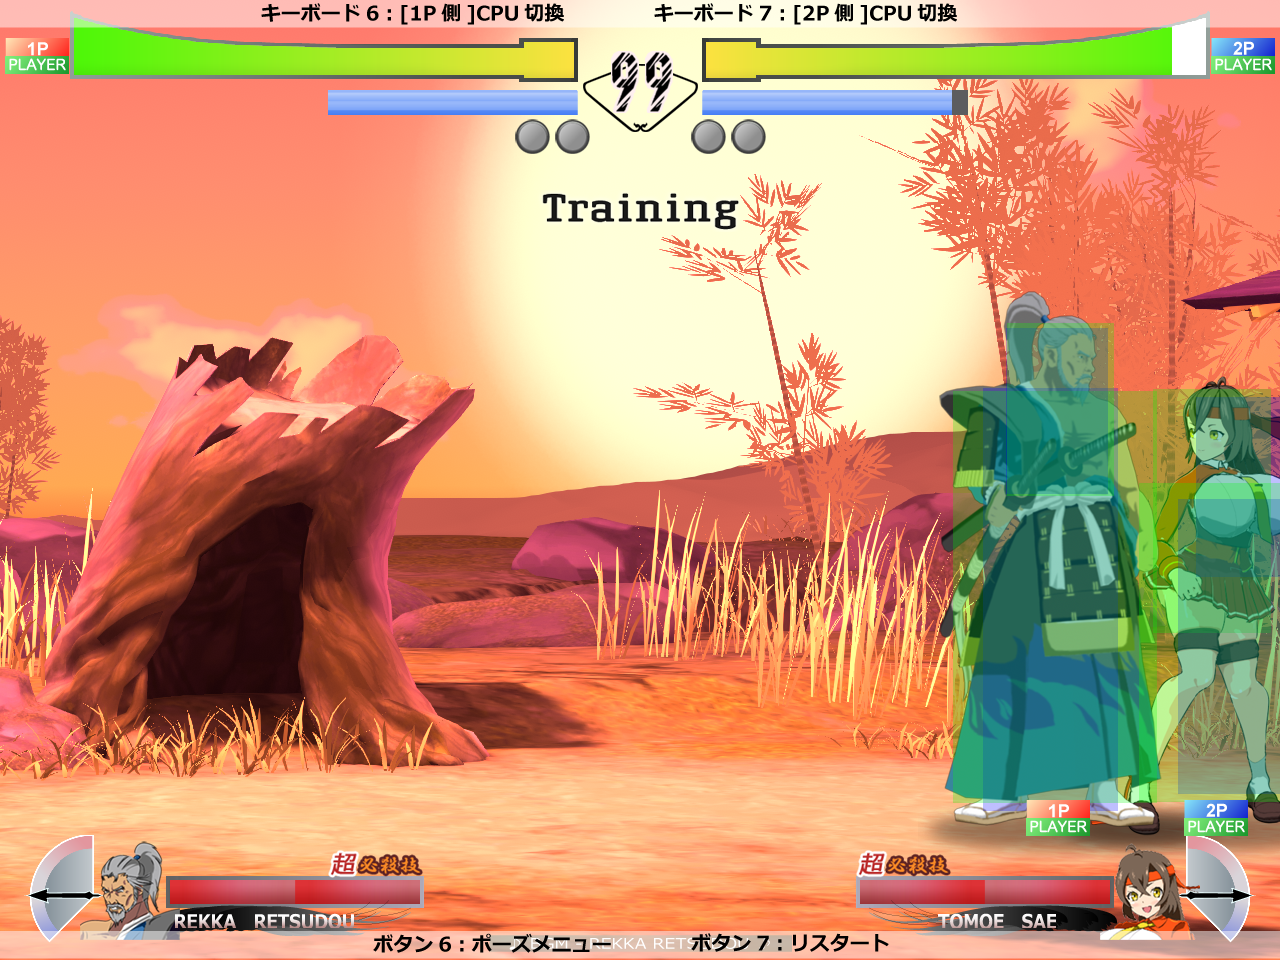 キーボード 6 : [1P 側 ]CPU 切換
キーボード 7 : [2P 側 ]CPU 切換
1P
PLAYER
99
2P
PLAYER
Training
1P
PLAYER
2P
PLAYER
超必殺技
超必殺技
REKKA RETSUDOU
TOMOE SAE
ボタン 6 : ポーズメニュー
ボタン 7 : リスタート